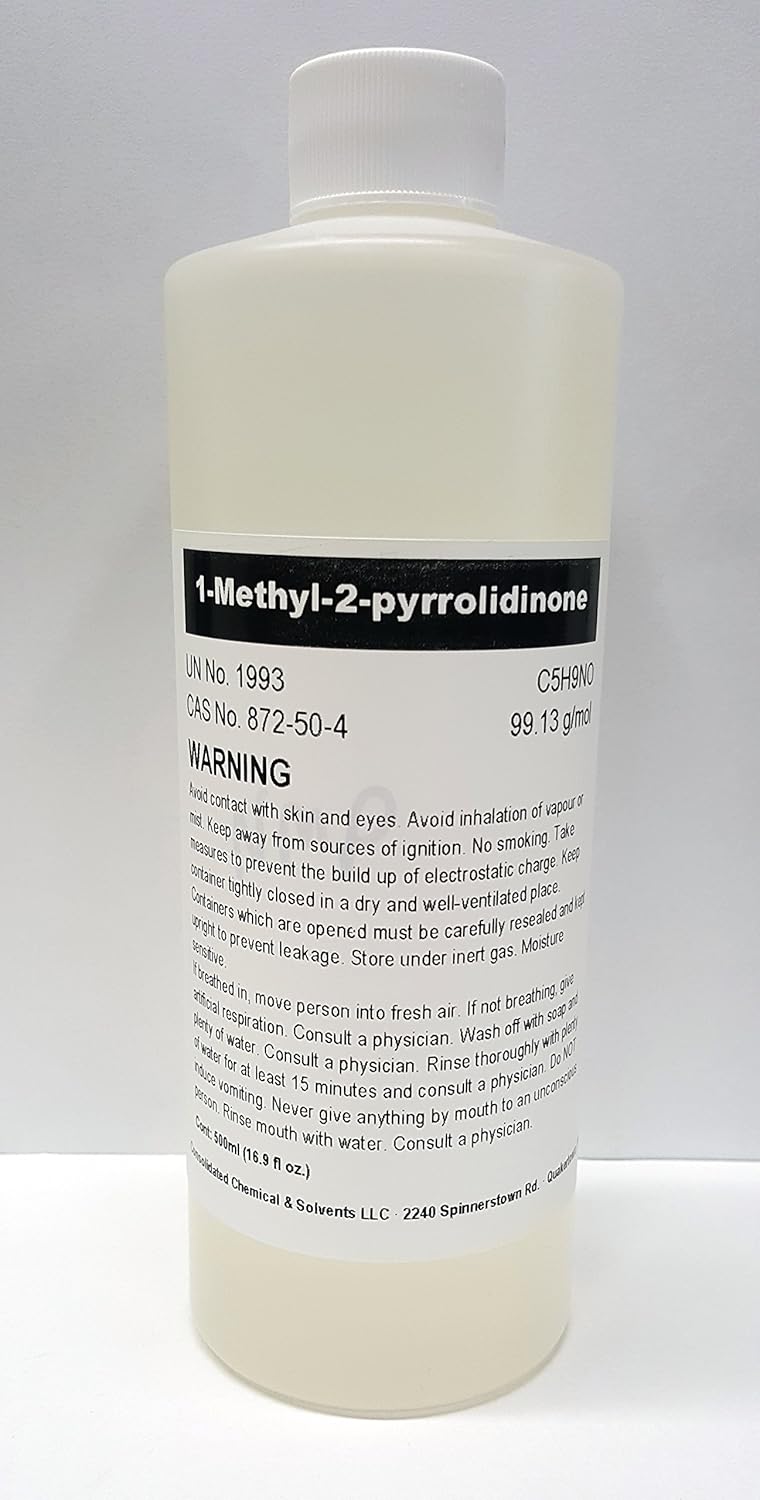 1-Methyl-2-pyrrolidinone
UN No. 1993 C5H9NO
CAS No. 872-50-4 99.13 g/mol
WARNING
Avoid contact with skin and eyes. Avoid inhalation of vapour or
mist. Keep away from sources of ignition. No smoking. Take
measures to prevent the build up of electrostatic charge. Keep
container tightly closed in a dry and well-ventilated place.
Containers which are opened must be carefully resealed and kept
upright to prevent leakage. Store under inert gas. Moisture
sensitive.
If breathed in, move person into fresh air. If not breathing, give
artificial respiration. Consult a physician. Wash off with soap and
plenty of water. Consult a physician. Rinse thoroughly with plenty
of water for at least 15 minutes and consult a physician. Do NOT
induce vomiting. Never give anything by mouth to an unconscious
person. Rinse mouth with water. Consult a physician.
Cont: 500ml (16.9 fl oz.)
Consolidated Chemical & Solvents LLC · 2240 Spinnerstown Rd. ·